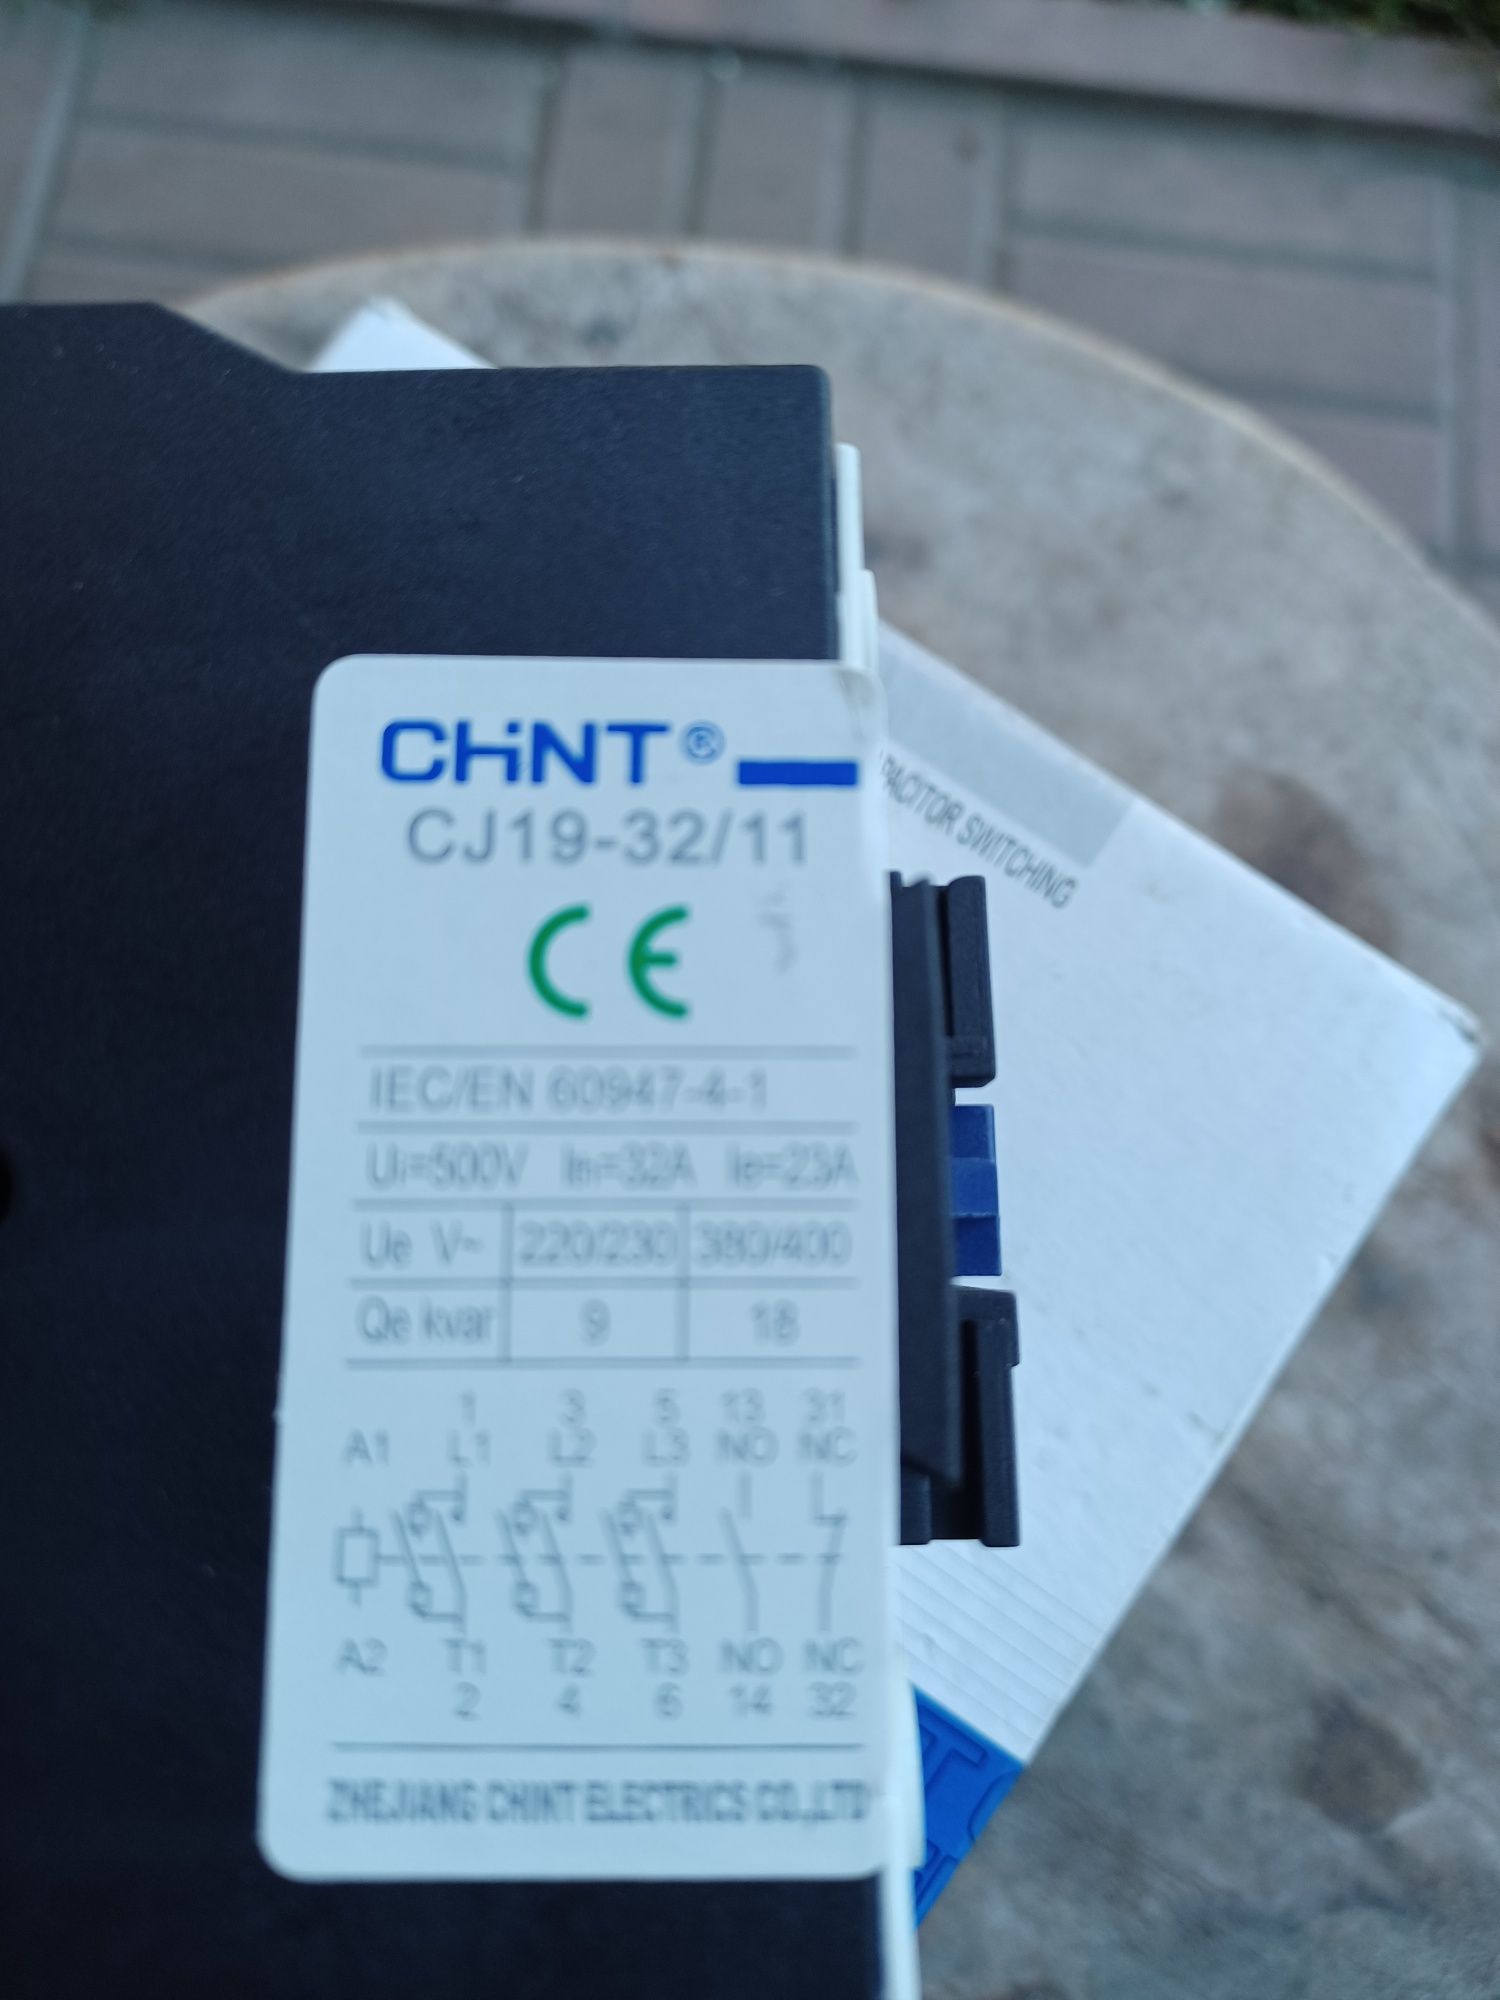 CHiNT®
CJ19-32/11
CE
IEC/EN 60947-4-1
Ui=500V Ith=32A Ie=23A
Ue V~ 220/230 380/400
Qe kvar 9 18
1 3 5 13 31
A1 L1 L2 L3 NO NC
A2 T1 T2 T3 NO NC
2 4 6 14 32
ZHEJIANG CHINT ELECTRICS CO.,LTD
PACITOR SWITCHING